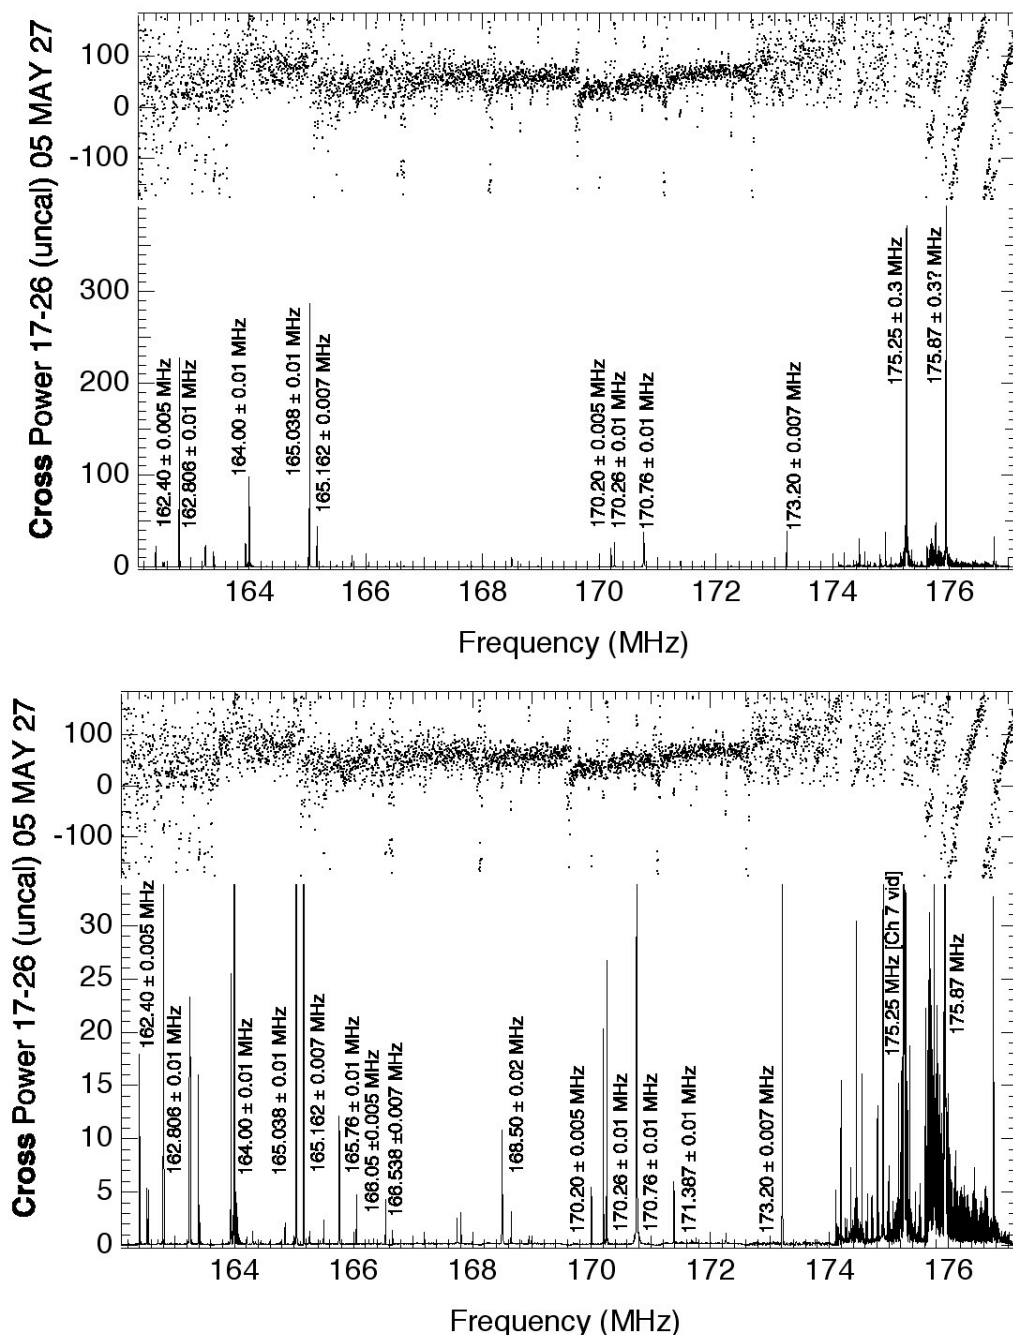 Cross Power 17-26 (uncal) 05 MAY 27
100
0
-100
300
200
100
0
162.40 ± 0.005 MHz
162.806 ± 0.01 MHz
164.00 ± 0.01 MHz
165.038 ± 0.01 MHz
165.162 ± 0.007 MHz
170.20 ± 0.005 MHz
170.26 ± 0.01 MHz
170.76 ± 0.01 MHz
173.20 ± 0.007 MHz
175.25 ± 0.3 MHz
175.87 ± 0.3? MHz
164 166 168 170 172 174 176
Frequency (MHz)
Cross Power 17-26 (uncal) 05 MAY 27
100
0
-100
30
25
20
15
10
5
0
162.40 ± 0.005 MHz
162.806 ± 0.01 MHz
164.00 ± 0.01 MHz
165.038 ± 0.01 MHz
165.162 ± 0.007 MHz
165.76 ± 0.01 MHz
166.05 ±0.005 MHz
166.538 ±0.007 MHz
168.50 ± 0.02 MHz
170.20 ± 0.005 MHz
170.26 ± 0.01 MHz
170.76 ± 0.01 MHz
171.387 ± 0.01 MHz
173.20 ± 0.007 MHz
175.25 MHz [Ch 7 vid]
175.87 MHz
164 166 168 170 172 174 176
Frequency (MHz)